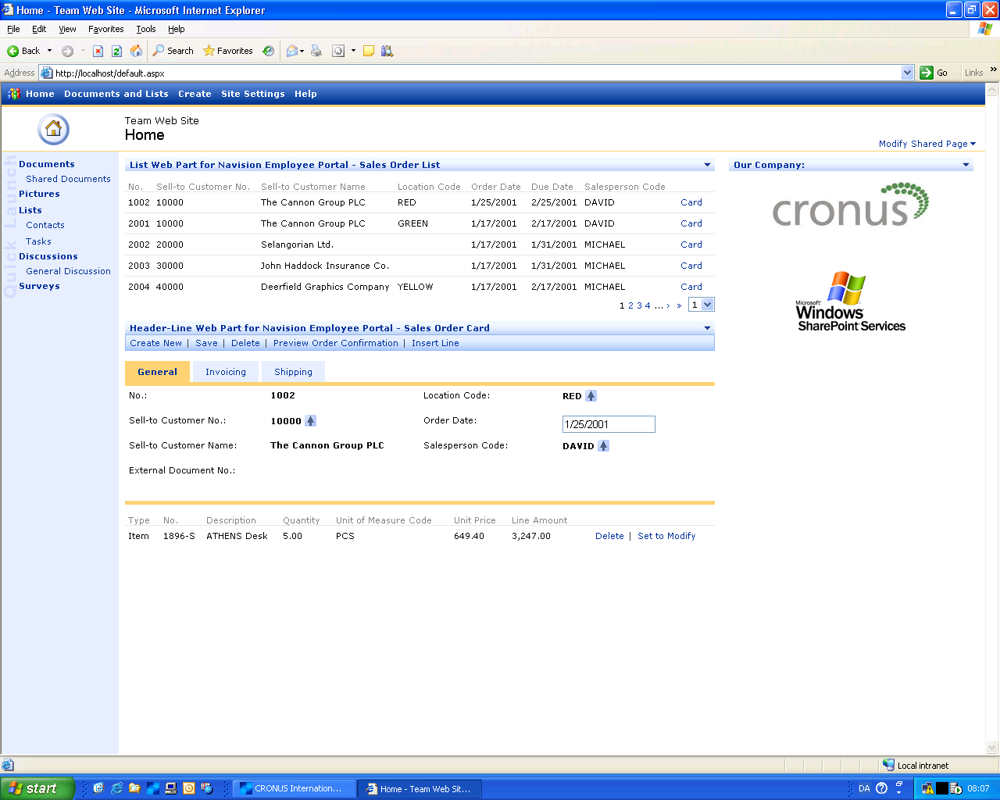 Home - Team Web Site - Microsoft Internet Explorer
File Edit View Favorites Tools Help
Back Search Favorites
Address http://localhost/default.aspx Go Links »
Home Documents and Lists Create Site Settings Help
Team Web Site
Home
Modify Shared Page
Quick Launch
Documents
Shared Documents
Pictures
Lists
Contacts
Tasks
Discussions
General Discussion
Surveys
List Web Part for Navision Employee Portal - Sales Order List
No. Sell-to Customer No. Sell-to Customer Name Location Code Order Date Due Date Salesperson Code
1002 10000 The Cannon Group PLC RED 1/25/2001 2/25/2001 DAVID Card
2001 10000 The Cannon Group PLC GREEN 1/17/2001 2/17/2001 DAVID Card
2002 20000 Selangorian Ltd. 1/17/2001 1/31/2001 MICHAEL Card
2003 30000 John Haddock Insurance Co. 1/17/2001 1/31/2001 MICHAEL Card
2004 40000 Deerfield Graphics Company YELLOW 1/17/2001 2/17/2001 MICHAEL Card
1 2 3 4 ... › » 1
Header-Line Web Part for Navision Employee Portal - Sales Order Card
Create New | Save | Delete | Preview Order Confirmation | Insert Line
General Invoicing Shipping
No.: 1002 Location Code: RED
Sell-to Customer No.: 10000 Order Date: 1/25/2001
Sell-to Customer Name: The Cannon Group PLC Salesperson Code: DAVID
External Document No.:
Type No. Description Quantity Unit of Measure Code Unit Price Line Amount
Item 1896-S ATHENS Desk 5.00 PCS 649.40 3,247.00 Delete | Set to Modify
Our Company:
cronus
Microsoft
Windows
SharePoint Services
Local intranet
start CRONUS Internation... Home - Team Web Sit... DA 08:07